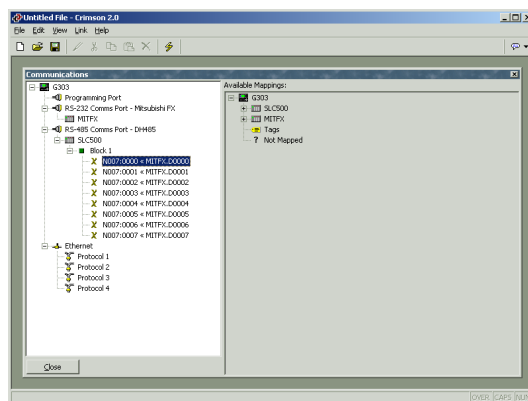 Untitled File - Crimson 2.0
File Edit View Link Help
Communications
G303
Programming Port
RS-232 Comms Port - Mitsubishi FX
MITFX
RS-485 Comms Port - DH485
SLC500
Block 1
N007:0000 « MITFX.D0000
N007:0001 « MITFX.D0001
N007:0002 « MITFX.D0002
N007:0003 « MITFX.D0003
N007:0004 « MITFX.D0004
N007:0005 « MITFX.D0005
N007:0006 « MITFX.D0006
N007:0007 « MITFX.D0007
Ethernet
Protocol 1
Protocol 2
Protocol 3
Protocol 4
Available Mappings:
G303
SLC500
MITFX
Tags
Not Mapped
Close
OVER CAPS NUM